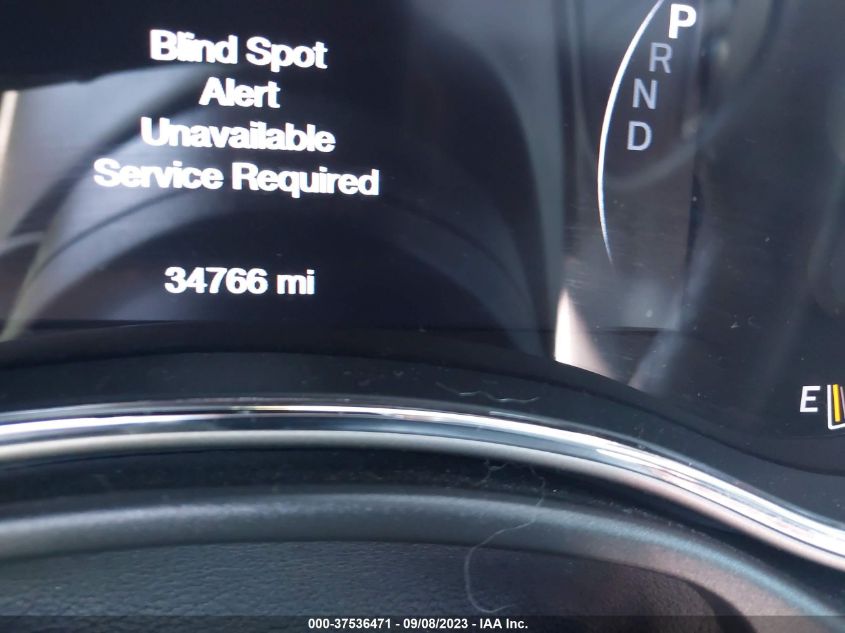 Blind Spot
Alert
Unavailable
Service Required
34766 mi
P
R
N
D
E
000-37536471 - 09/08/2023 - IAA Inc.